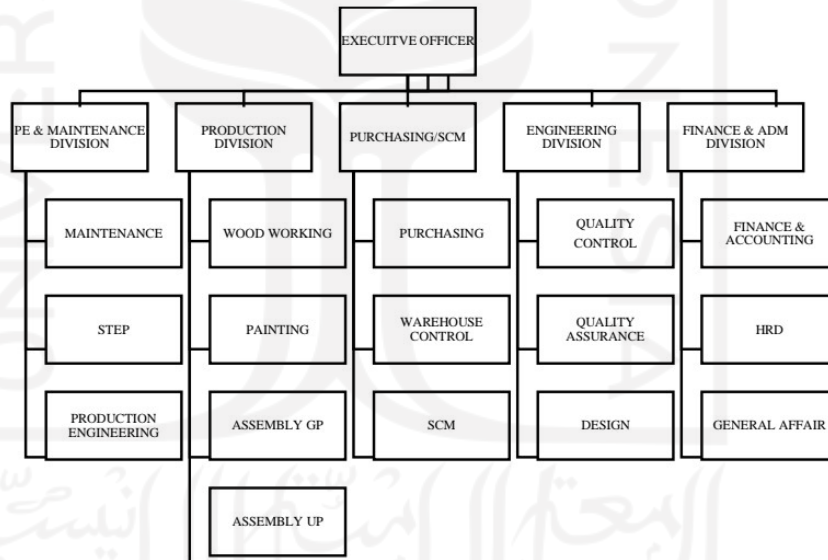 EXECUITVE OFFICER
PE & MAINTENANCE
DIVISION
PRODUCTION
DIVISION
PURCHASING/SCM
ENGINEERING
DIVISION
FINANCE & ADM
DIVISION
MAINTENANCE
WOOD WORKING
PURCHASING
QUALITY
CONTROL
FINANCE &
ACCOUNTING
STEP
PAINTING
WAREHOUSE
CONTROL
QUALITY
ASSURANCE
HRD
PRODUCTION
ENGINEERING
ASSEMBLY GP
SCM
DESIGN
GENERAL AFFAIR
ASSEMBLY UP